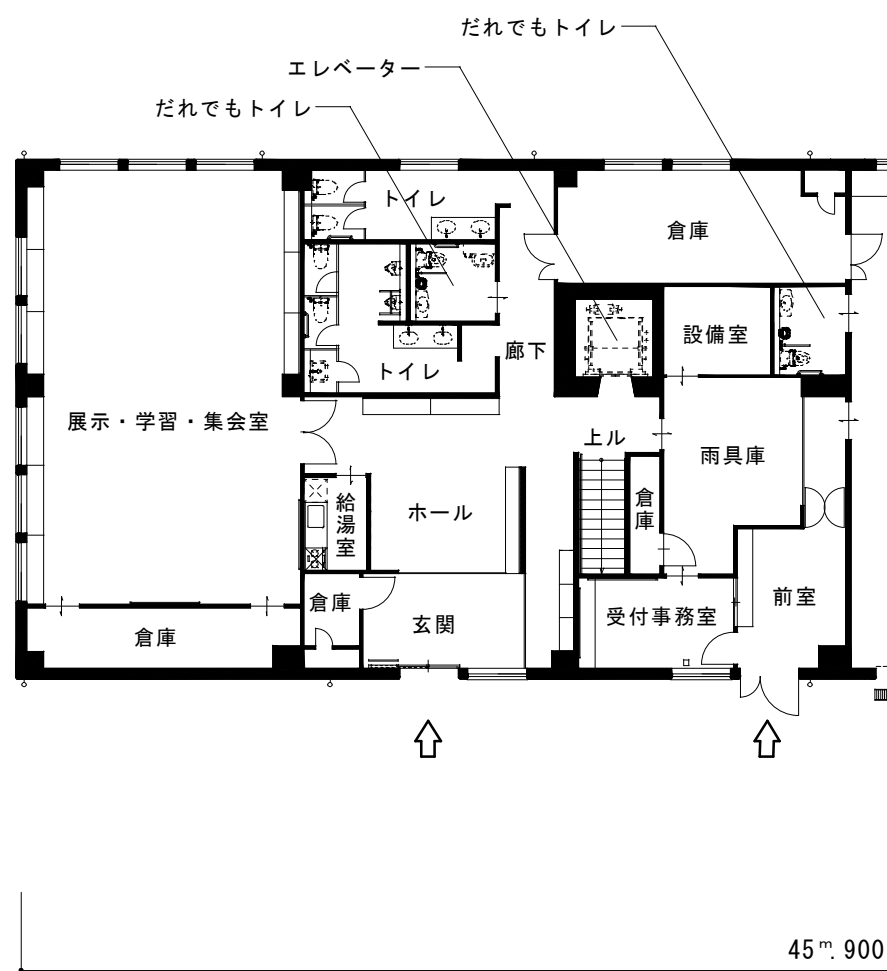 だれでもトイレ
エレベーター
だれでもトイレ
トイレ
倉庫
設備室
廊下
トイレ
展示・学習・集会室
上ル
雨具庫
倉庫
給湯室
ホール
倉庫
玄関
受付事務室
前室
倉庫
45ᵐ. 900